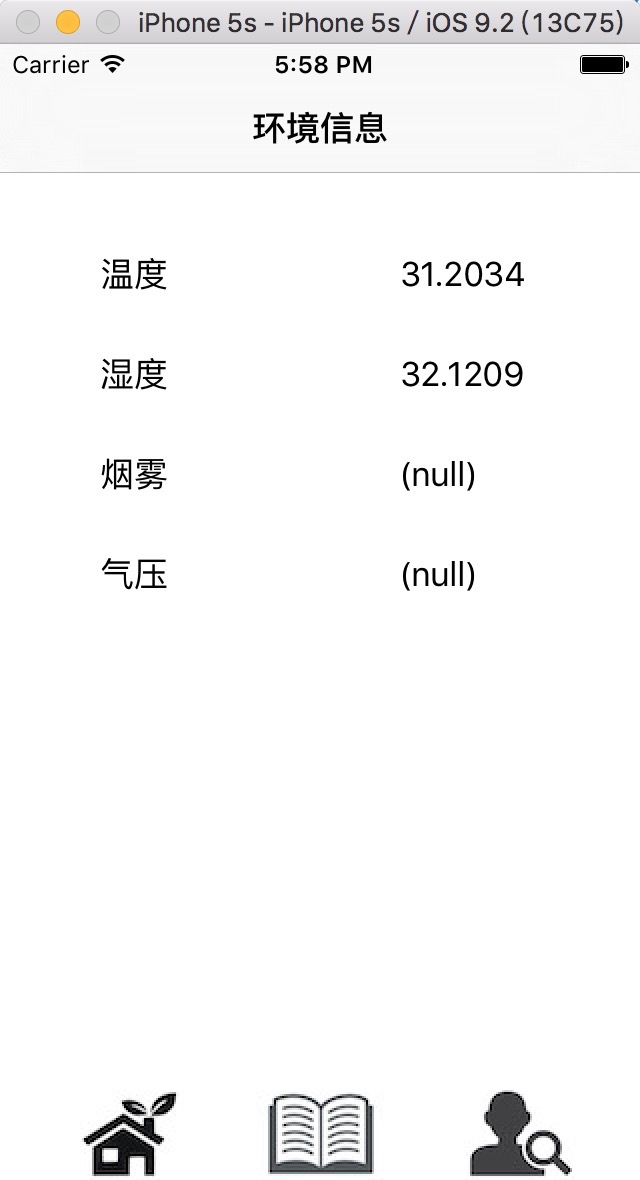 iPhone 5s - iPhone 5s / iOS 9.2 (13C75)
Carrier 5:58 PM
环境信息
温度 31.2034
湿度 32.1209
烟雾 (null)
气压 (null)